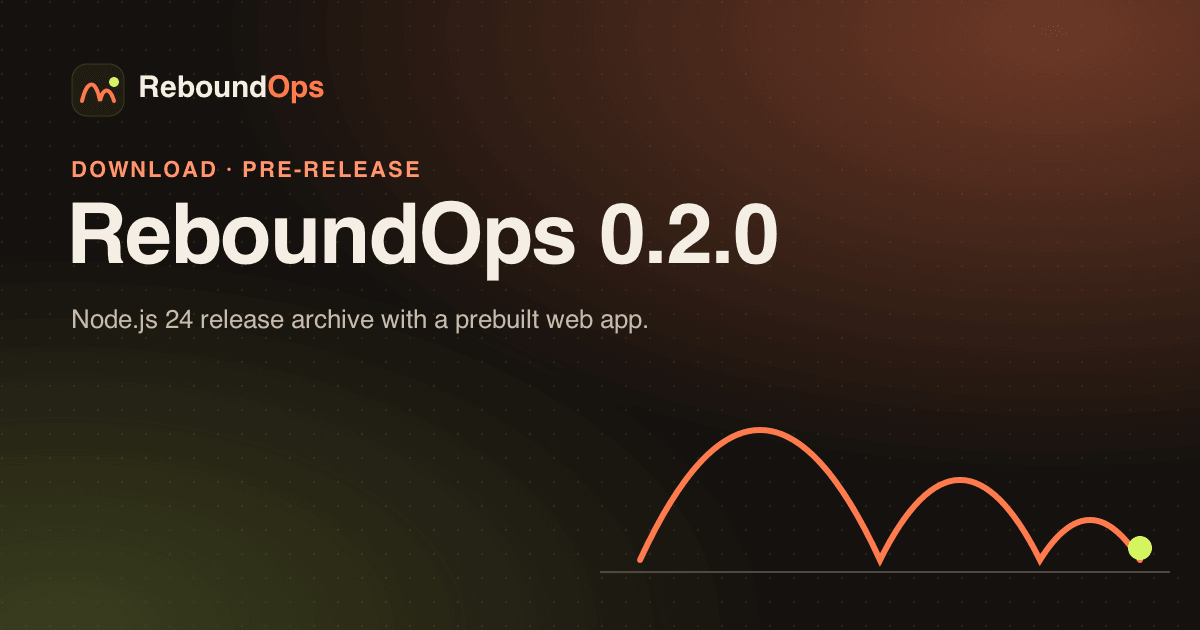 ReboundOps
DOWNLOAD · PRE-RELEASE
ReboundOps 0.2.0
Node.js 24 release archive with a prebuilt web app.